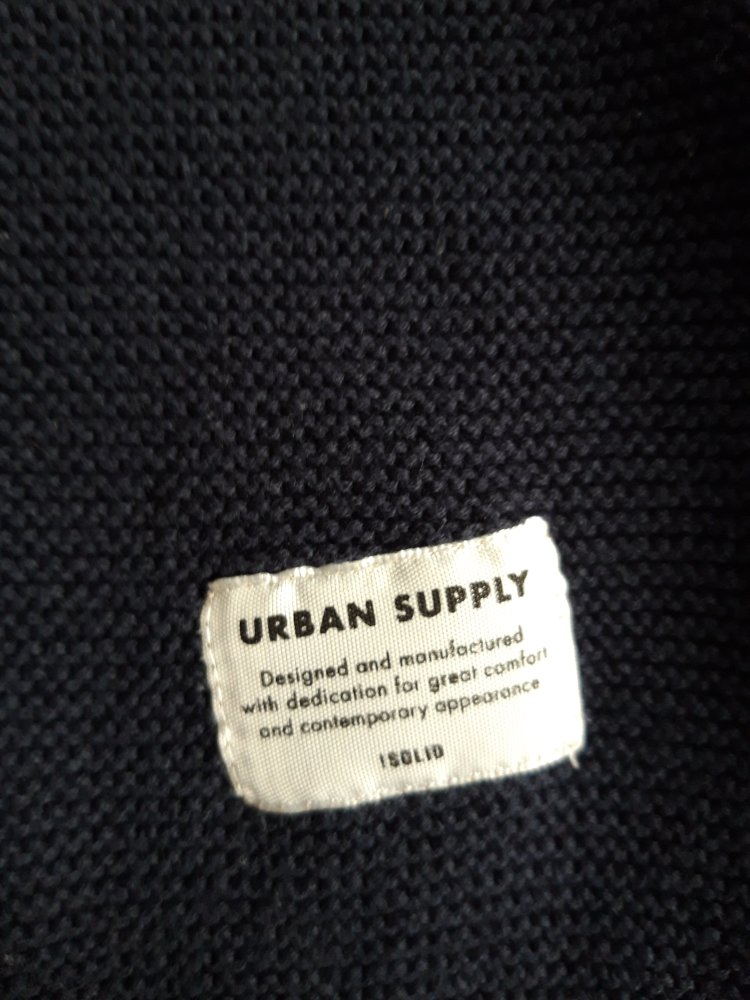 URBAN SUPPLY
Designed and manufactured
with dedication for great comfort
and contemporary appearance
!SOLID